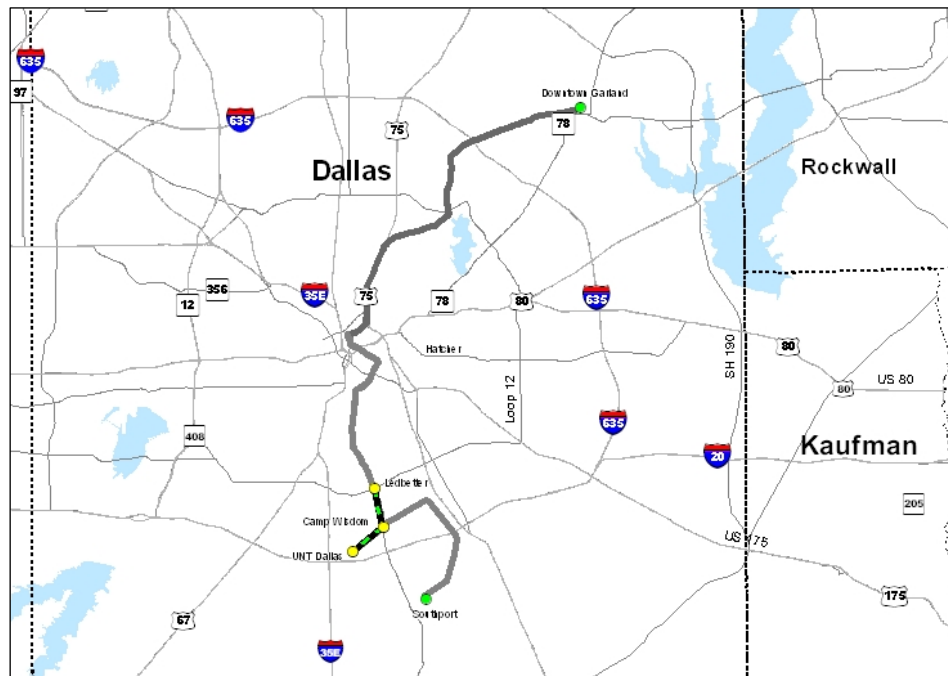 635
97
Downtown Garland
635
75
78
Dallas
Rockwall
356
35E
75
12
78
80
635
Hatcher
80
SH 190
80
US 80
Loop 12
635
408
20
Kaufman
Ledbetter
205
Camp Wisdom
UNT Dallas
US 175
175
Southport
67
35E